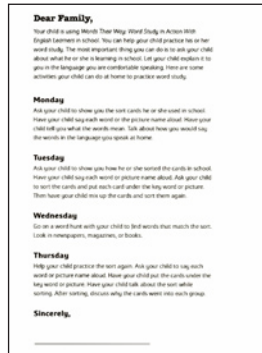 Dear Family,
Your child is using Words Their Way: Word Study in Action With
English Learners in school. You can help your child practice his or her
word study. The most important thing you can do is to ask your child
about what he or she is learning in school. Let your child explain it to
you in the language you are comfortable speaking. Here are some
activities your child can do at home to practice word study.
Monday
Ask your child to show you the sort cards he or she used in school.
Have your child say each word or the picture name aloud. Have your
child tell you what the words mean. Talk about how you would say
the words in the language you speak at home.
Tuesday
Ask your child to show you how he or she sorted the cards in school.
Have your child say each word or picture name aloud. Ask your child
to sort the cards and put each card under the key word or picture.
Then have your child mix up the cards and sort them again.
Wednesday
Go on a word hunt with your child to find words that match the sort.
Look in newspapers, magazines, or books.
Thursday
Help your child practice the sort again. Ask your child to say each
word or picture name aloud. Have your child put the cards under the
key word or picture. Have your child talk about the sort while
sorting. After sorting, discuss why the cards went into each group.
Sincerely,